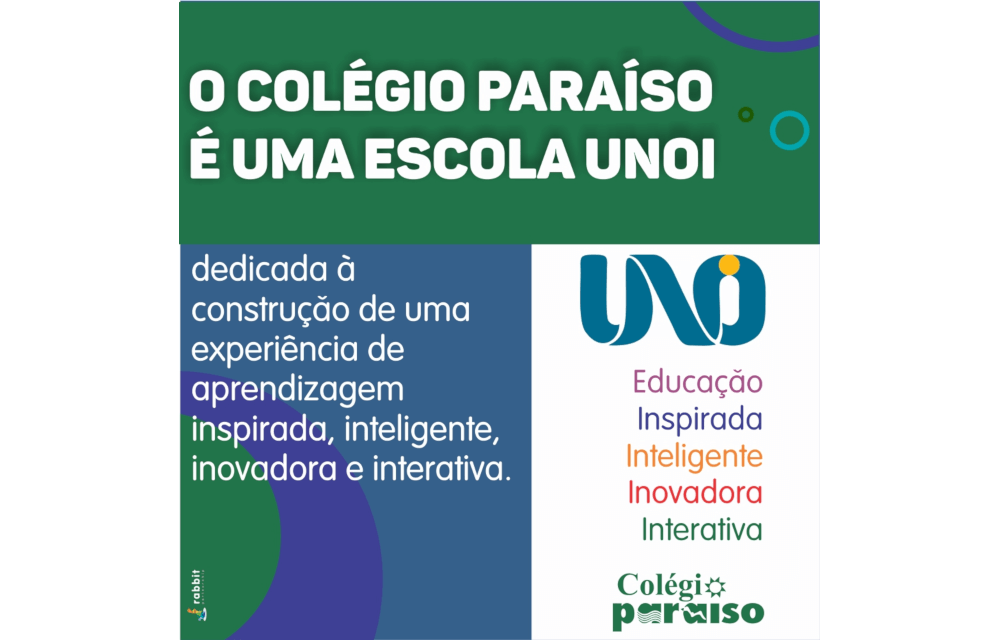 O COLÉGIO PARAÍSO
É UMA ESCOLA UNOI
dedicada à
construção de uma
experiência de
aprendizagem
inspirada, inteligente,
inovadora e interativa.
UNOi
Educação
Inspirada
Inteligente
Inovadora
Interativa
Colégio
paraiso
rabbit